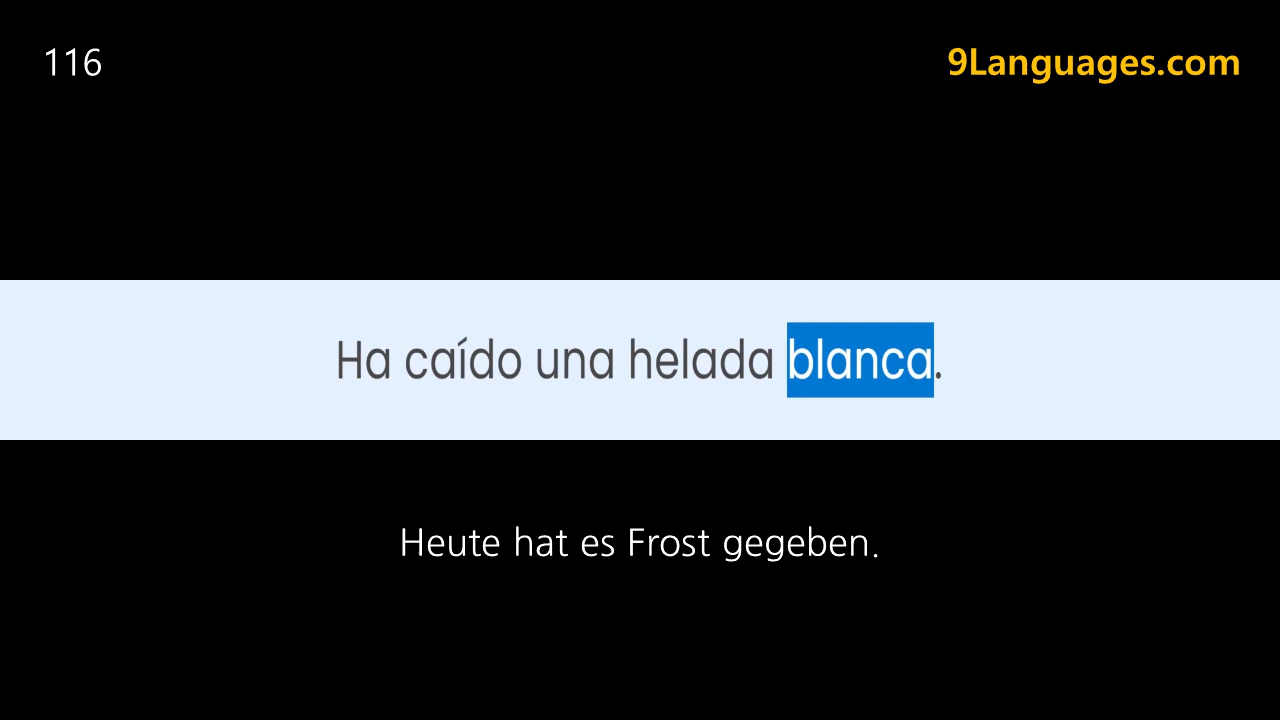 116
9Languages.com
Ha caído una helada blanca.
Heute hat es Frost gegeben.